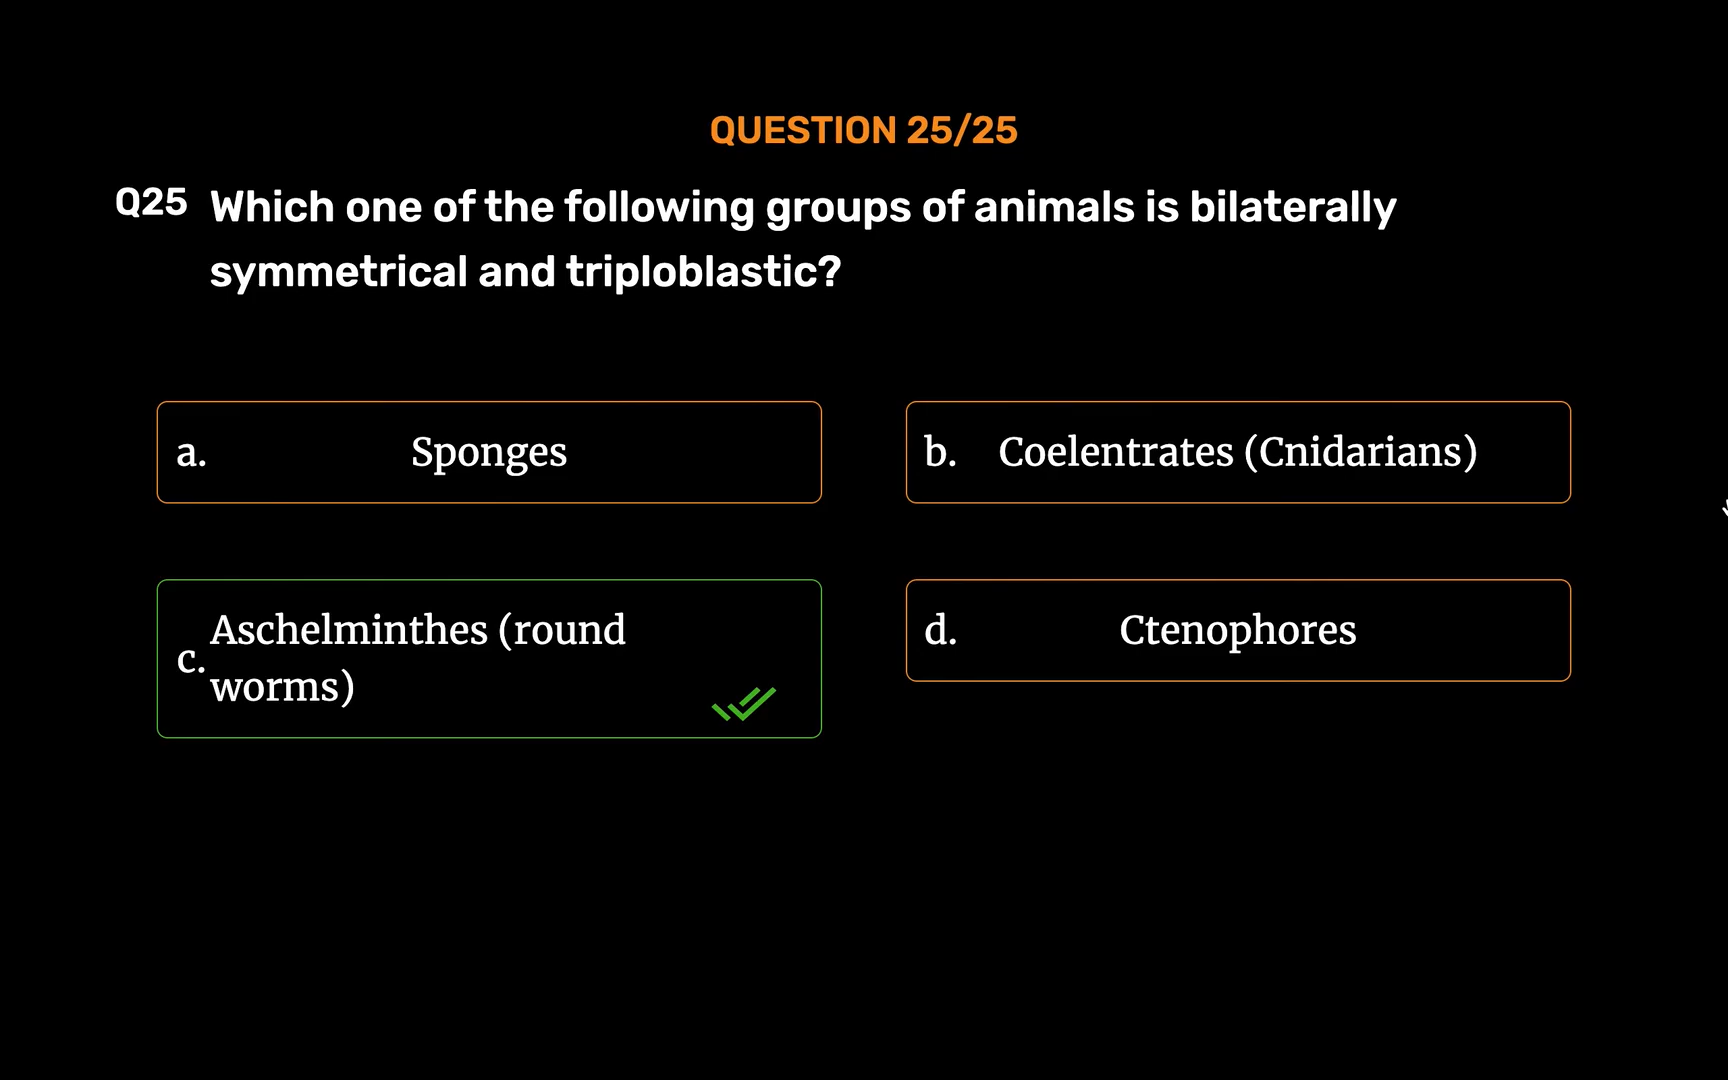 QUESTION 25/25
Q25 Which one of the following groups of animals is bilaterally
symmetrical and triploblastic?
a. Sponges
b. Coelentrates (Cnidarians)
c. Aschelminthes (round
worms)
d. Ctenophores